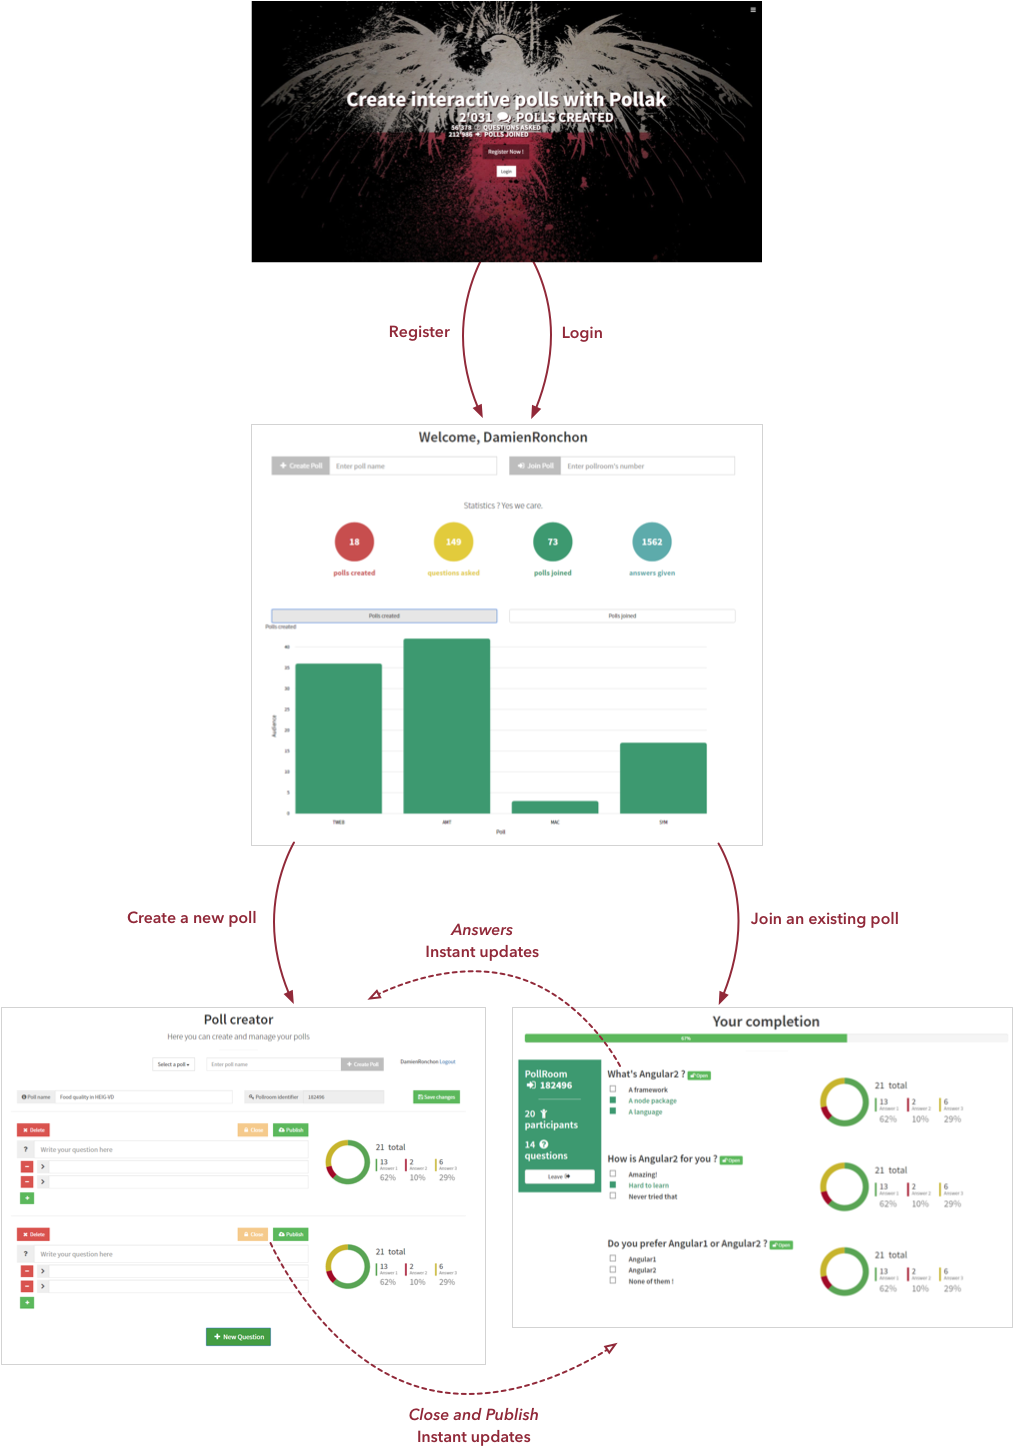 Create interactive polls with Pollak
2'031 POLLS CREATED
56'378 QUESTIONS ASKED
212'986 POLLS JOINED
Register Now !
Login
Register
Login
Welcome, DamienRonchon
Create Poll
Enter poll name
Join Poll
Enter pollroom's number
Statistics ? Yes we care.
18
149
73
1562
polls created
questions asked
polls joined
answers given
Polls created
Polls joined
Polls created
40
35
30
25
20
15
10
5
0
Audience
TWEB
AMT
MAC
SYM
Poll
Create a new poll
Join an existing poll
Answers
Instant updates
Poll creator
Here you can create and manage your polls
Select a poll
Enter poll name
Create Poll
DamienRonchon Logout
Poll name
Food quality in HEIG-VD
Pollroom identifier
182496
Save changes
Delete
Close
Publish
? Write your question here
21 total
13 2 6
Answer 1 Answer 2 Answer 3
62% 10% 29%
Delete
Close
Publish
? Write your question here
21 total
13 2 6
Answer 1 Answer 2 Answer 3
62% 10% 29%
New Question
Your completion
67%
PollRoom
182496
20
participants
14
questions
Leave
What's Angular2 ? Open
A framework
A node package
A language
21 total
13 2 6
Answer 1 Answer 2 Answer 3
62% 10% 29%
How is Angular2 for you ? Open
Amazing!
Hard to learn
Never tried that
21 total
13 2 6
Answer 1 Answer 2 Answer 3
62% 10% 29%
Do you prefer Angular1 or Angular2 ? Open
Angular1
Angular2
None of them !
21 total
13 2 6
Answer 1 Answer 2 Answer 3
62% 10% 29%
Close and Publish
Instant updates